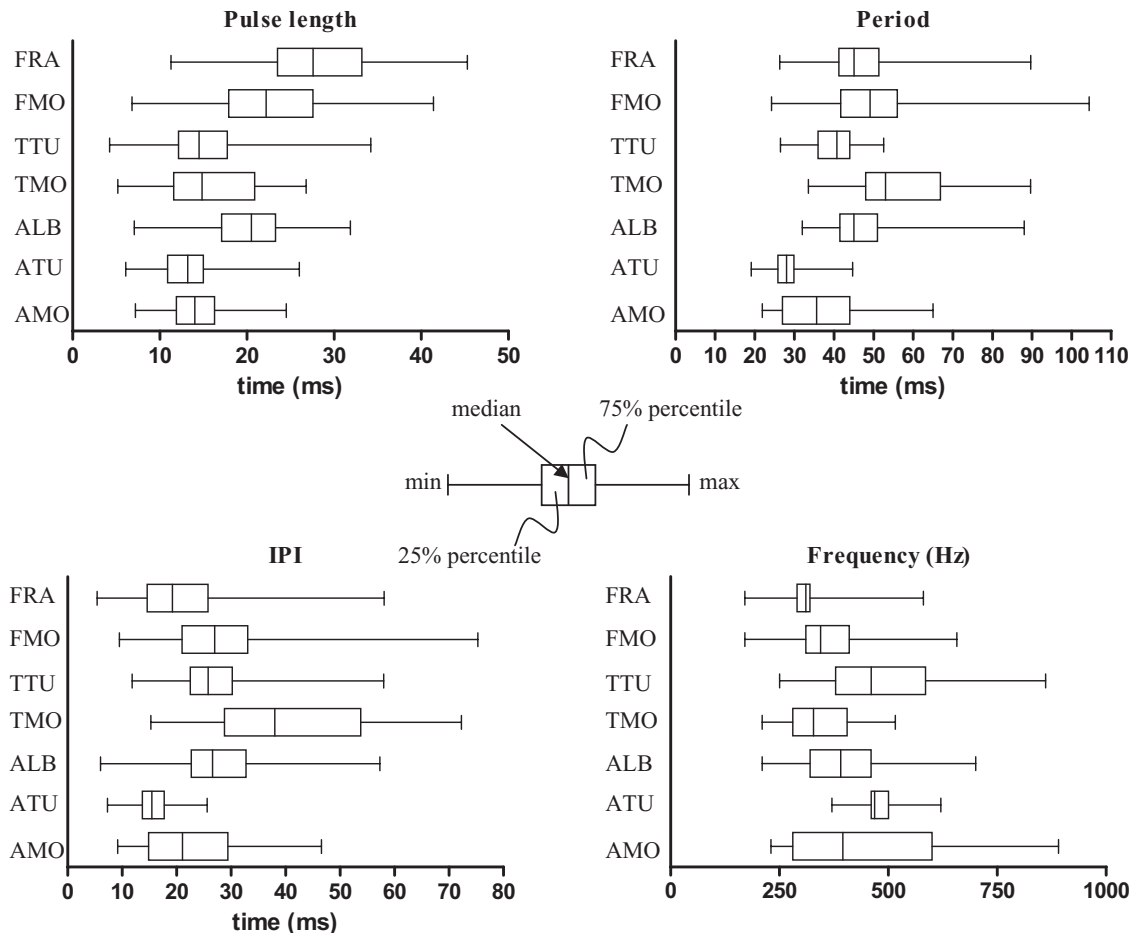 Pulse length
FRA
FMO
TTU
TMO
ALB
ATU
AMO
0 10 20 30 40 50
time (ms)
Period
FRA
FMO
TTU
TMO
ALB
ATU
AMO
0 10 20 30 40 50 60 70 80 90 100 110
time (ms)
median 75% percentile
min max
25% percentile
IPI
FRA
FMO
TTU
TMO
ALB
ATU
AMO
0 10 20 30 40 50 60 70 80
time (ms)
Frequency (Hz)
FRA
FMO
TTU
TMO
ALB
ATU
AMO
0 250 500 750 1000